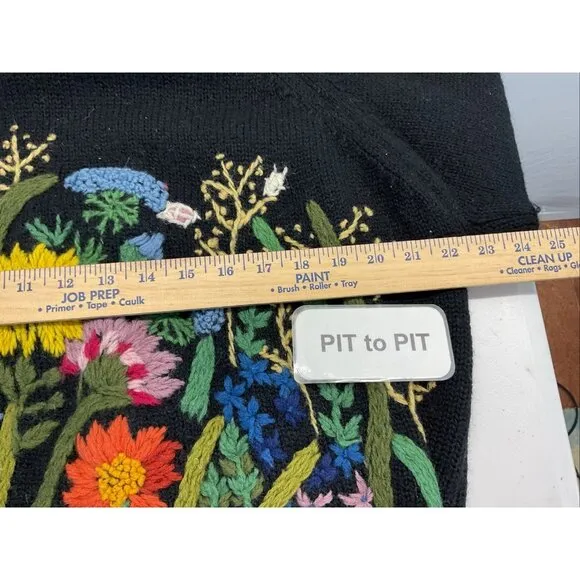 11 12 13 14 15 16 17 18 19 20 21 22 23 24 25
JOB PREP
• Primer • Tape • Caulk
PAINT
• Brush • Roller • Tray
CLEAN UP
• Cleaner • Rags •
PIT to PIT